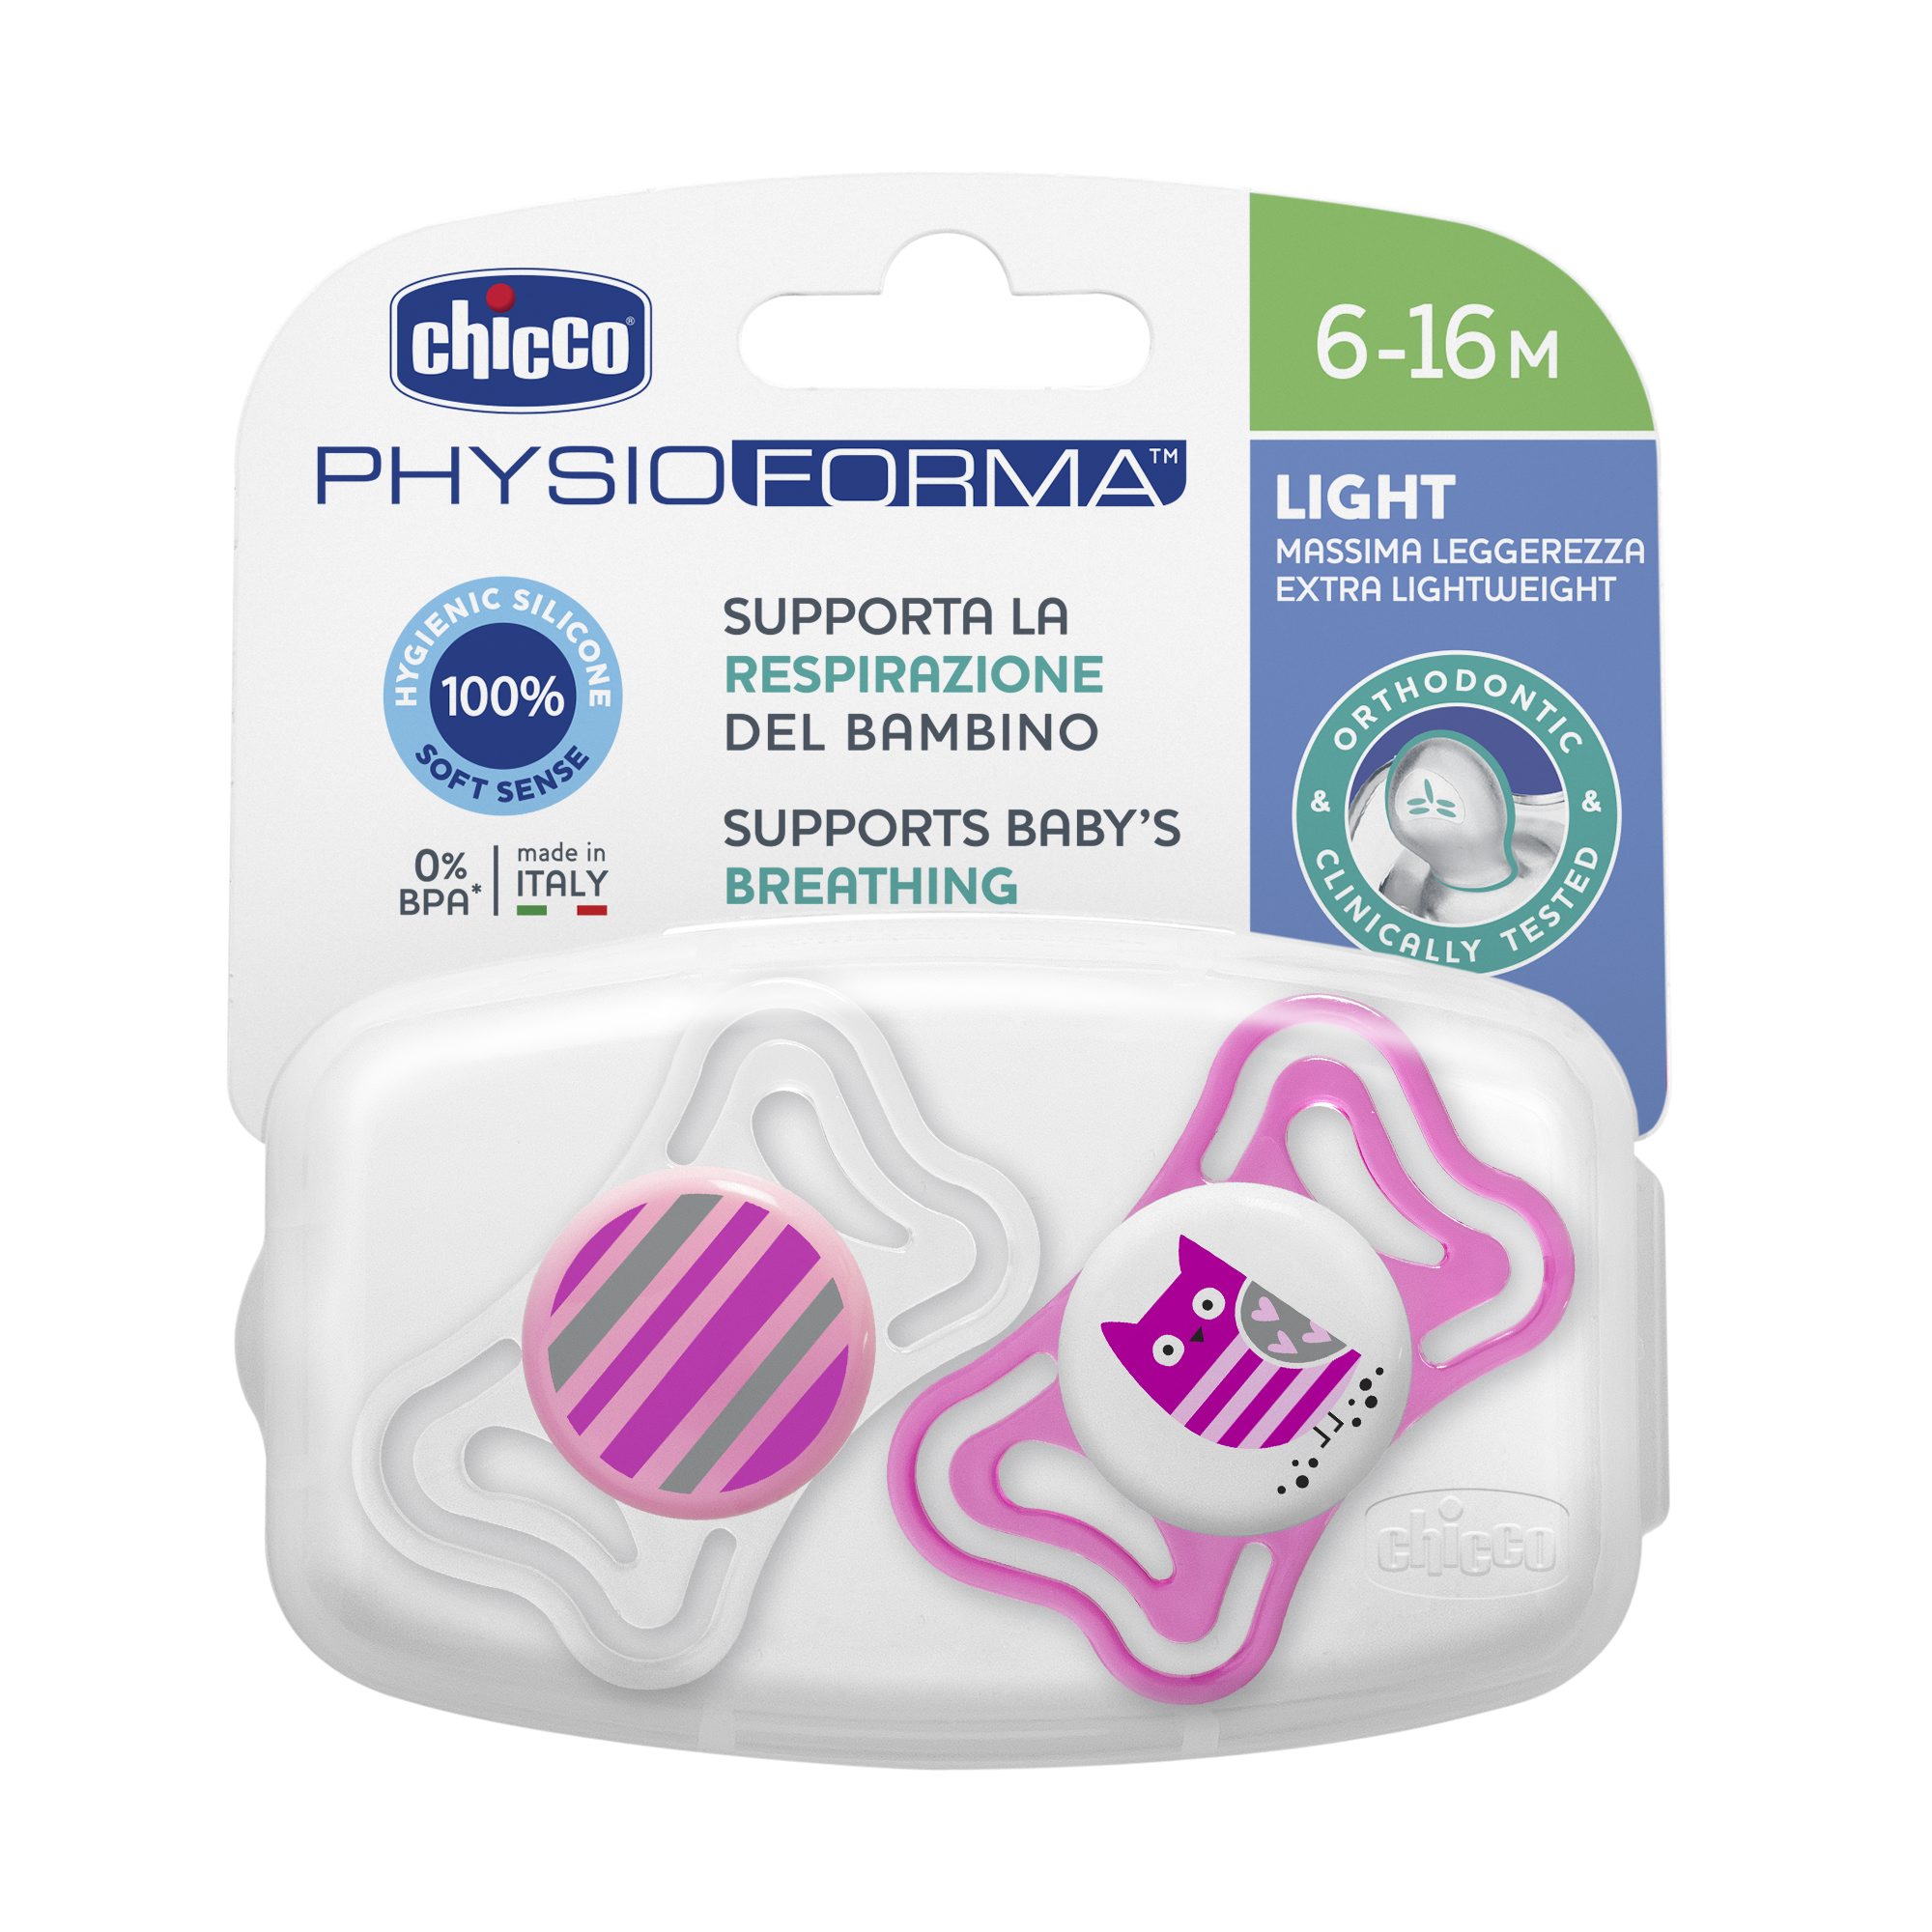 chicco®
6-16M
PHYSIOFORMA™
LIGHT
MASSIMA LEGGEREZZA
EXTRA LIGHTWEIGHT
HYGIENIC SILICONE
100%
SOFT SENSE
SUPPORTA LA
RESPIRAZIONE
DEL BAMBINO
ORTHODONTIC
& &
CLINICALLY TESTED
SUPPORTS BABY'S
BREATHING
0%
BPA*
made in
ITALY
chicco